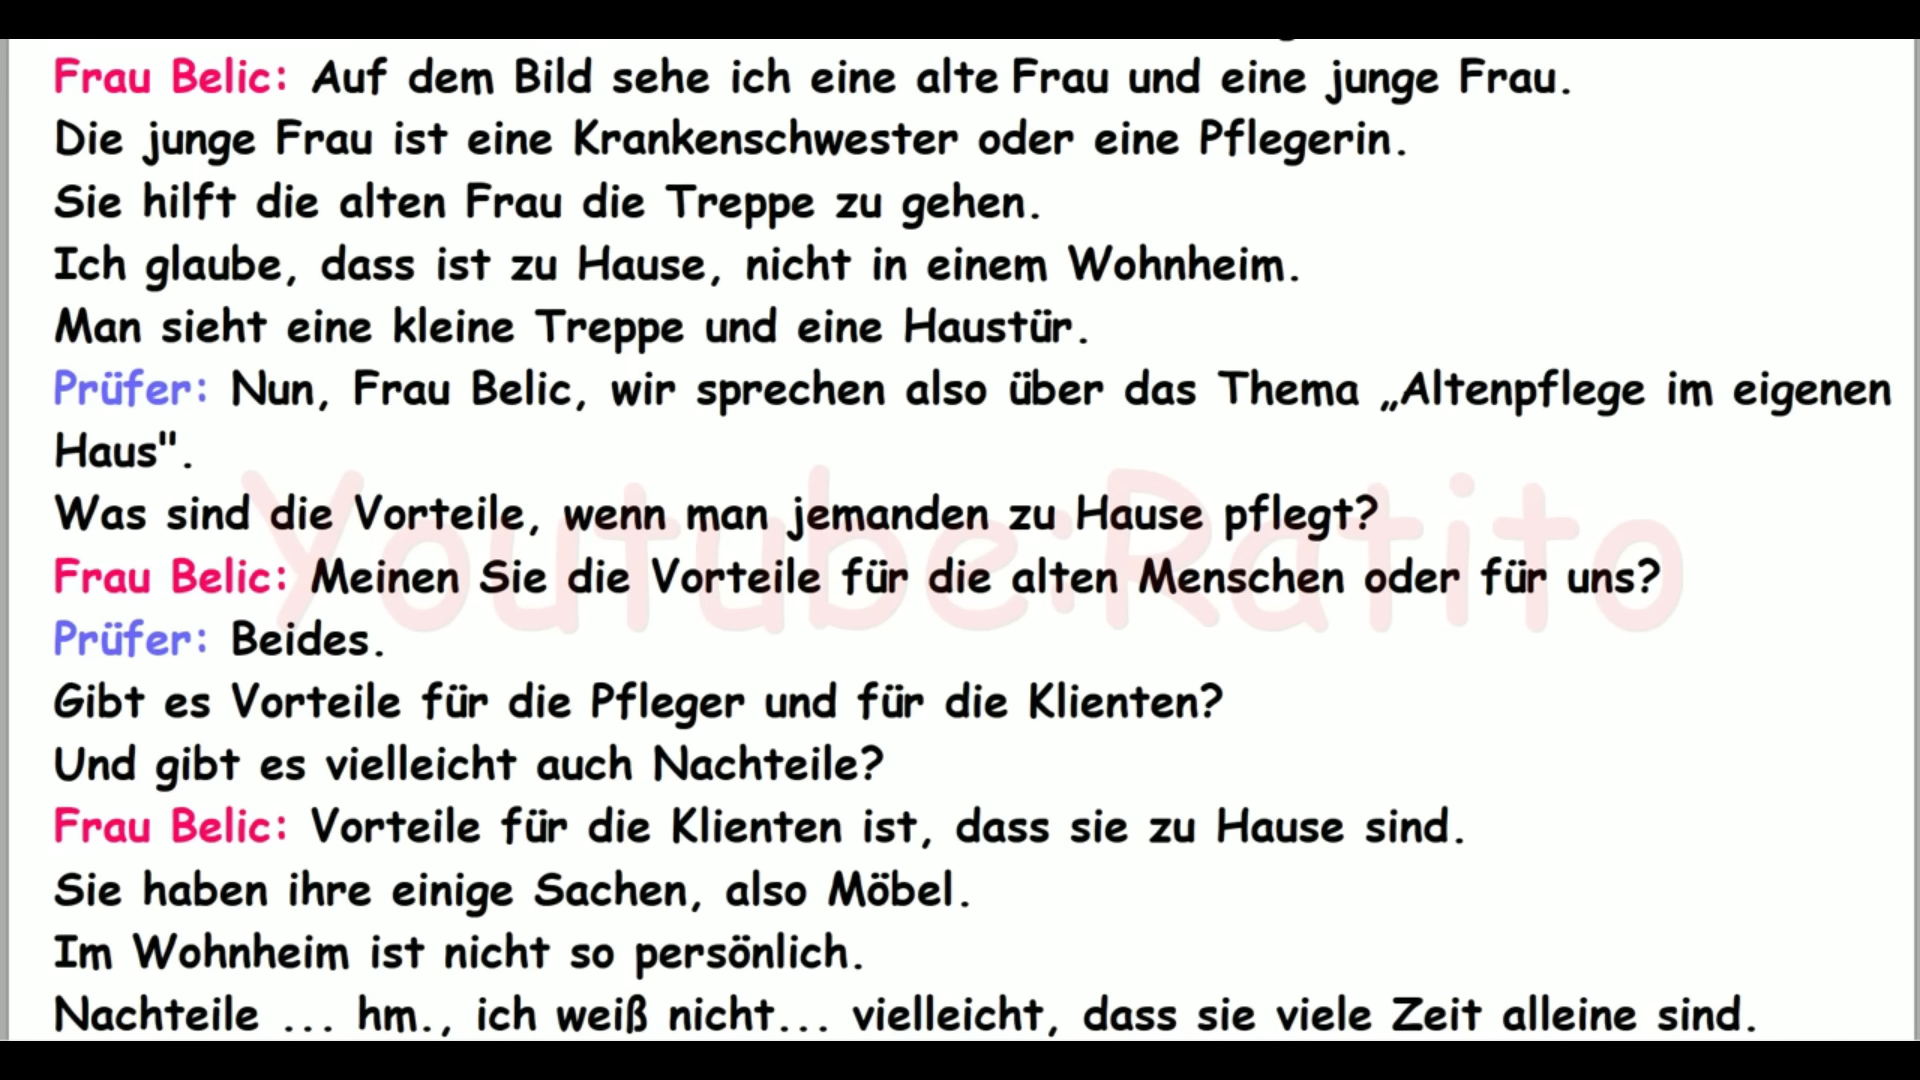 Frau Belic: Auf dem Bild sehe ich eine alte Frau und eine junge Frau.
Die junge Frau ist eine Krankenschwester oder eine Pflegerin.
Sie hilft die alten Frau die Treppe zu gehen.
Ich glaube, dass ist zu Hause, nicht in einem Wohnheim.
Man sieht eine kleine Treppe und eine Haustür.
Prüfer: Nun, Frau Belic, wir sprechen also über das Thema „Altenpflege im eigenen
Haus".
Was sind die Vorteile, wenn man jemanden zu Hause pflegt?
Youtube:Ratito
Frau Belic: Meinen Sie die Vorteile für die alten Menschen oder für uns?
Prüfer: Beides.
Gibt es Vorteile für die Pfleger und für die Klienten?
Und gibt es vielleicht auch Nachteile?
Frau Belic: Vorteile für die Klienten ist, dass sie zu Hause sind.
Sie haben ihre einige Sachen, also Möbel.
Im Wohnheim ist nicht so persönlich.
Nachteile ... hm., ich weiß nicht... vielleicht, dass sie viele Zeit alleine sind.